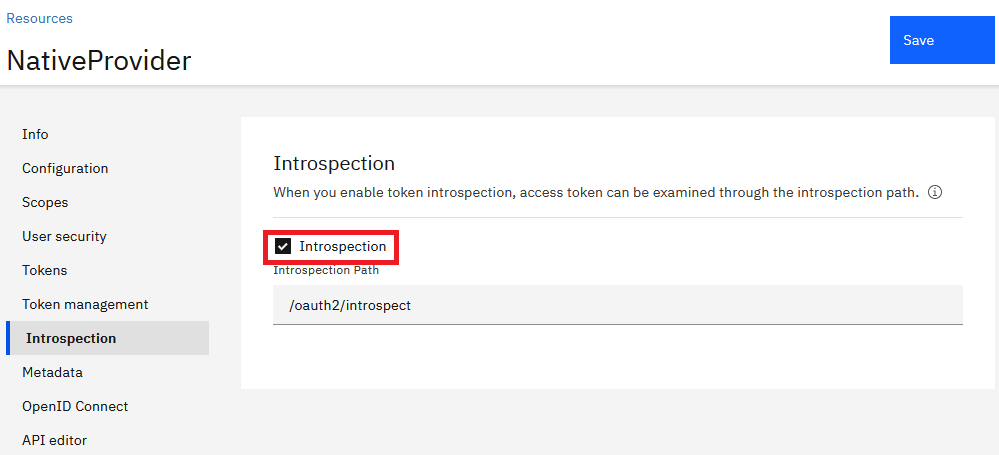 Resources
NativeProvider
Save
Info
Configuration
Scopes
User security
Tokens
Token management
Introspection
Metadata
OpenID Connect
API editor
Introspection
When you enable token introspection, access token can be examined through the introspection path.
Introspection
Introspection Path
/oauth2/introspect